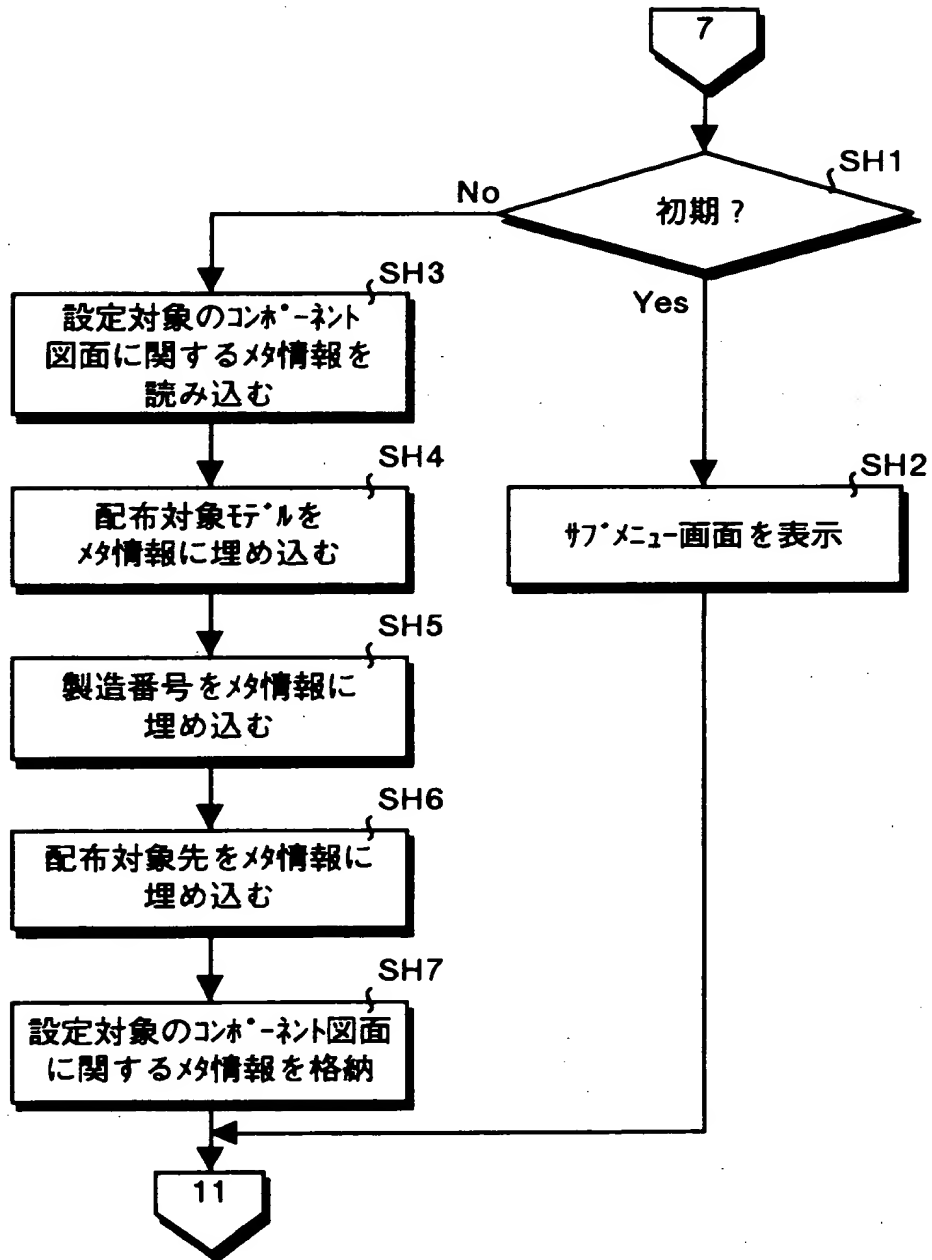 7
SH1
初期?
No
Yes
SH3
設定対象のコンポーネント
図面に関するメタ情報を
読み込む
SH4
配布対象モデルを
メタ情報に埋め込む
SH2
サブメニュー画面を表示
SH5
製造番号をメタ情報に
埋め込む
SH6
配布対象先をメタ情報に
埋め込む
SH7
設定対象のコンポーネント図面
に関するメタ情報を格納
11